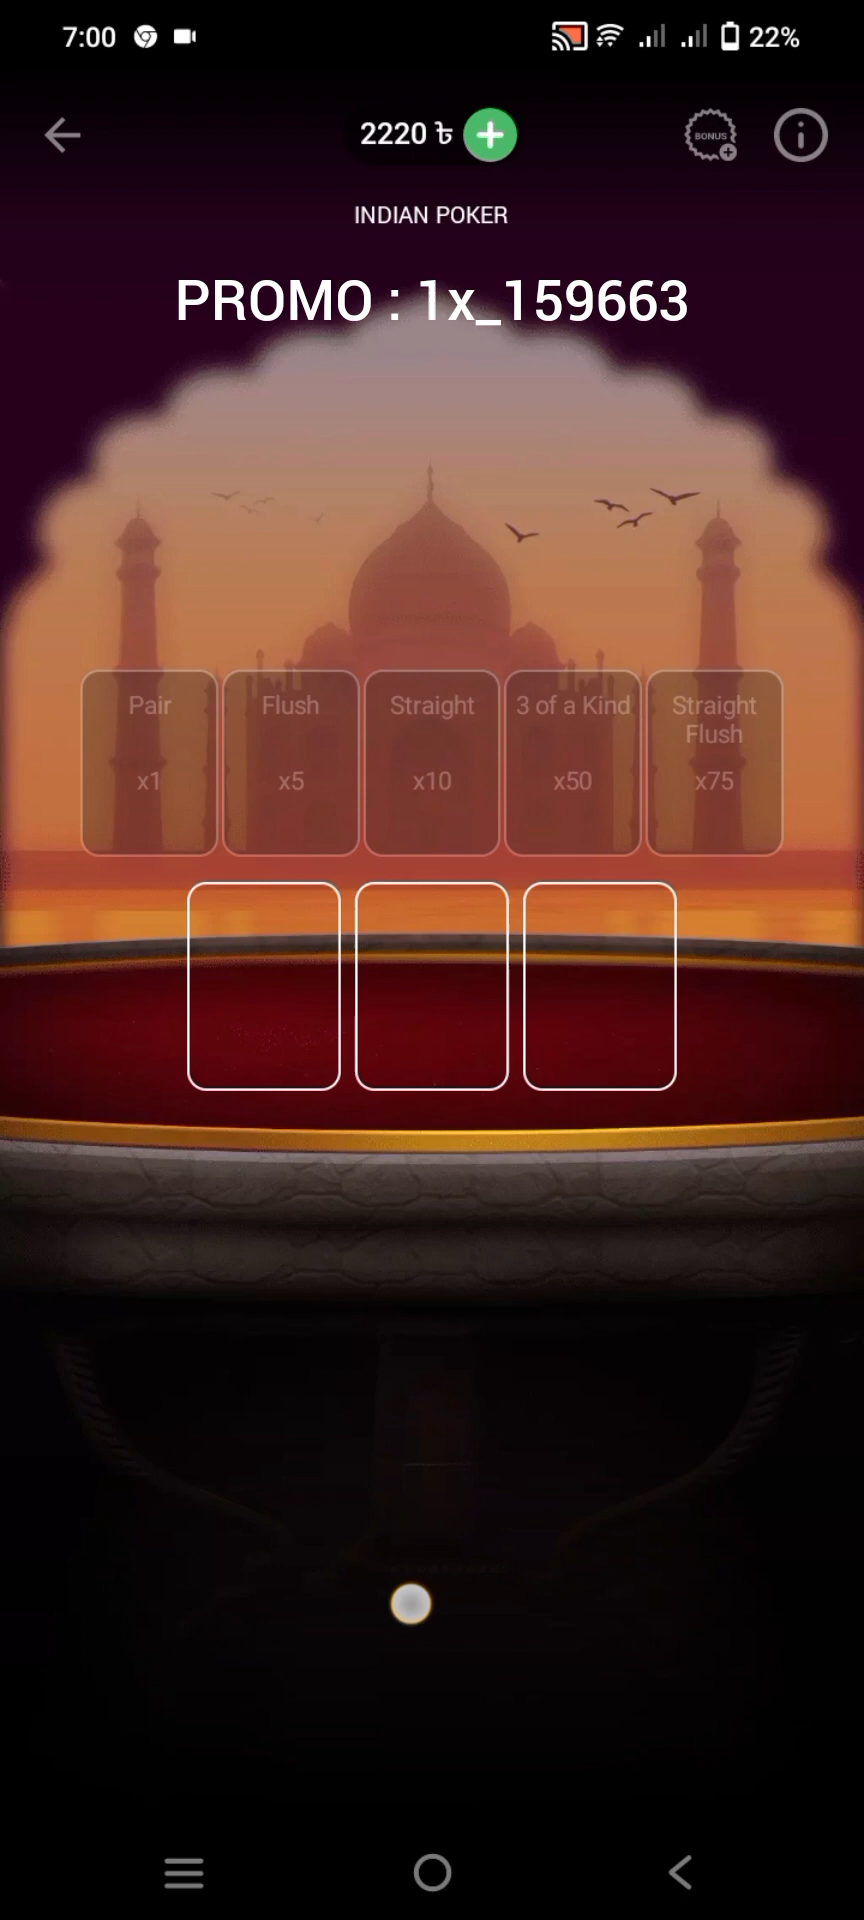 7:00
22%
2220 ৳
BONUS
INDIAN POKER
PROMO : 1x_159663
Pair
x1
Flush
x5
Straight
x10
3 of a Kind
x50
Straight
Flush
x75